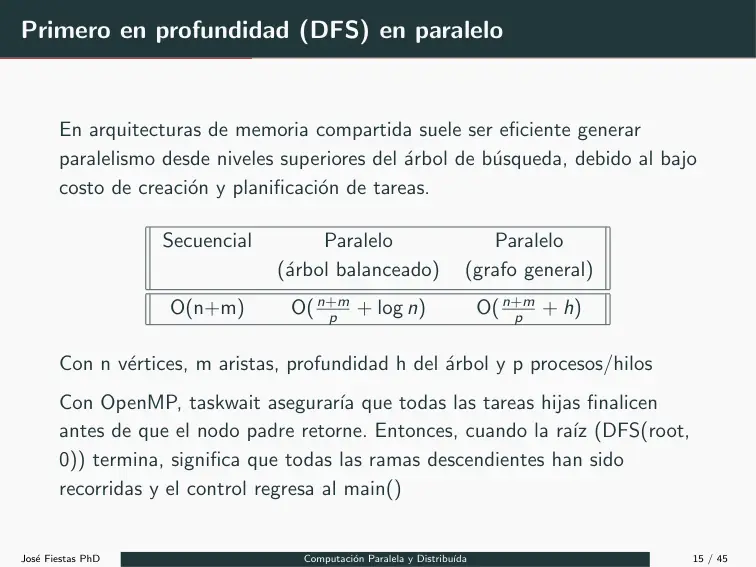 Primero en profundidad (DFS) en paralelo
En arquitecturas de memoria compartida suele ser eficiente generar
paralelismo desde niveles superiores del árbol de búsqueda, debido al bajo
costo de creación y planificación de tareas.
Secuencial Paralelo Paralelo
(árbol balanceado) (grafo general)
O(n+m) O(n+m/p + log n) O(n+m/p + h)
Con n vértices, m aristas, profundidad h del árbol y p procesos/hilos
Con OpenMP, taskwait aseguraría que todas las tareas hijas finalicen
antes de que el nodo padre retorne. Entonces, cuando la raíz (DFS(root,
0)) termina, significa que todas las ramas descendientes han sido
recorridas y el control regresa al main()
José Fiestas PhD Computación Paralela y Distribuída 15 / 45